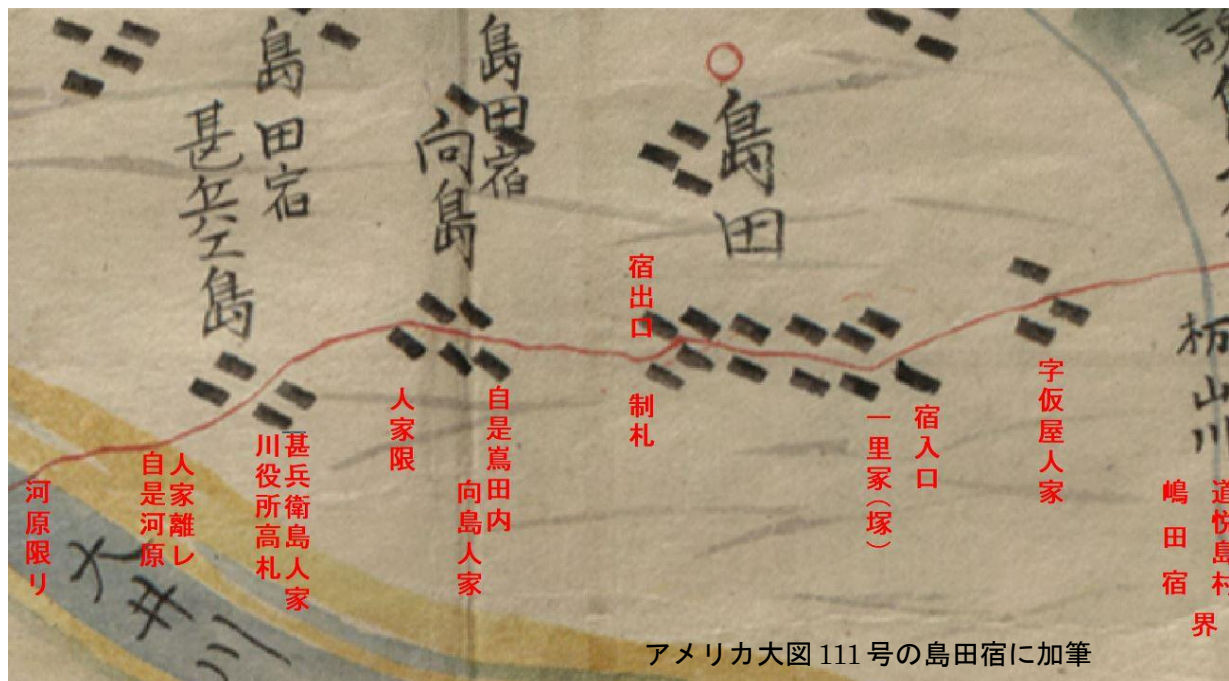 杤山川
道悦島村
嶋田宿
界
字仮屋人家
島田
宿入口
一里冢(塚)
宿出口
制札
島田宿
向島
自是嶌田内
向島人家
人家限
島田宿
甚兵ヱ島
甚兵衛島人家
川役所高札
人家離レ
自是河原
河原限リ
大井川
アメリカ大図 111 号の島田宿に加筆